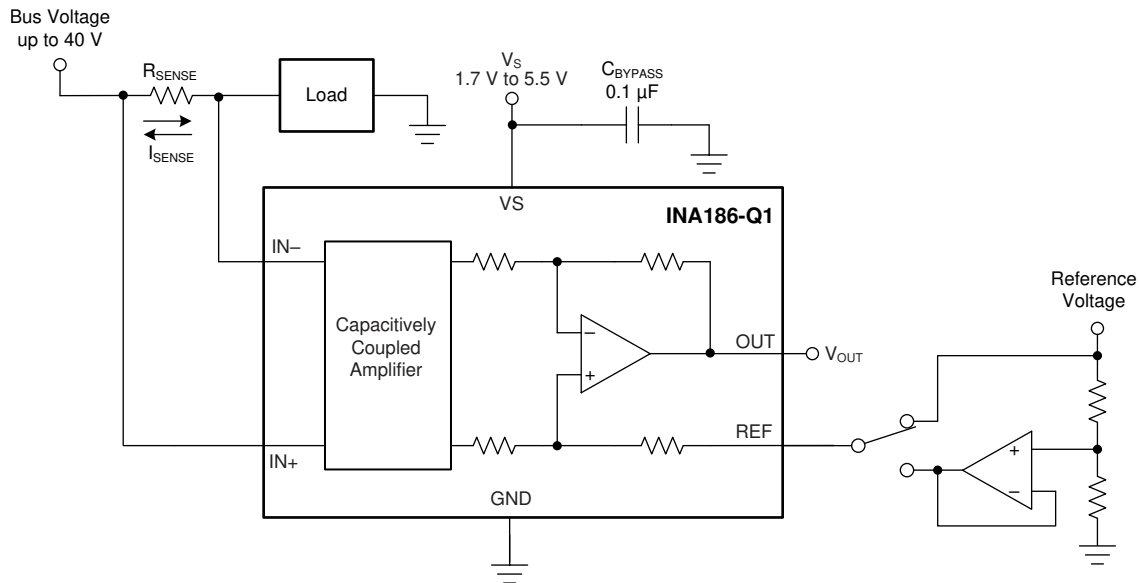 Bus Voltage
up to 40 V
R_SENSE
I_SENSE
Load
V_S
1.7 V to 5.5 V
C_BYPASS
0.1 µF
VS
INA186-Q1
IN–
Capacitively
Coupled
Amplifier
–
+
OUT
V_OUT
REF
IN+
GND
Reference
Voltage
+
–